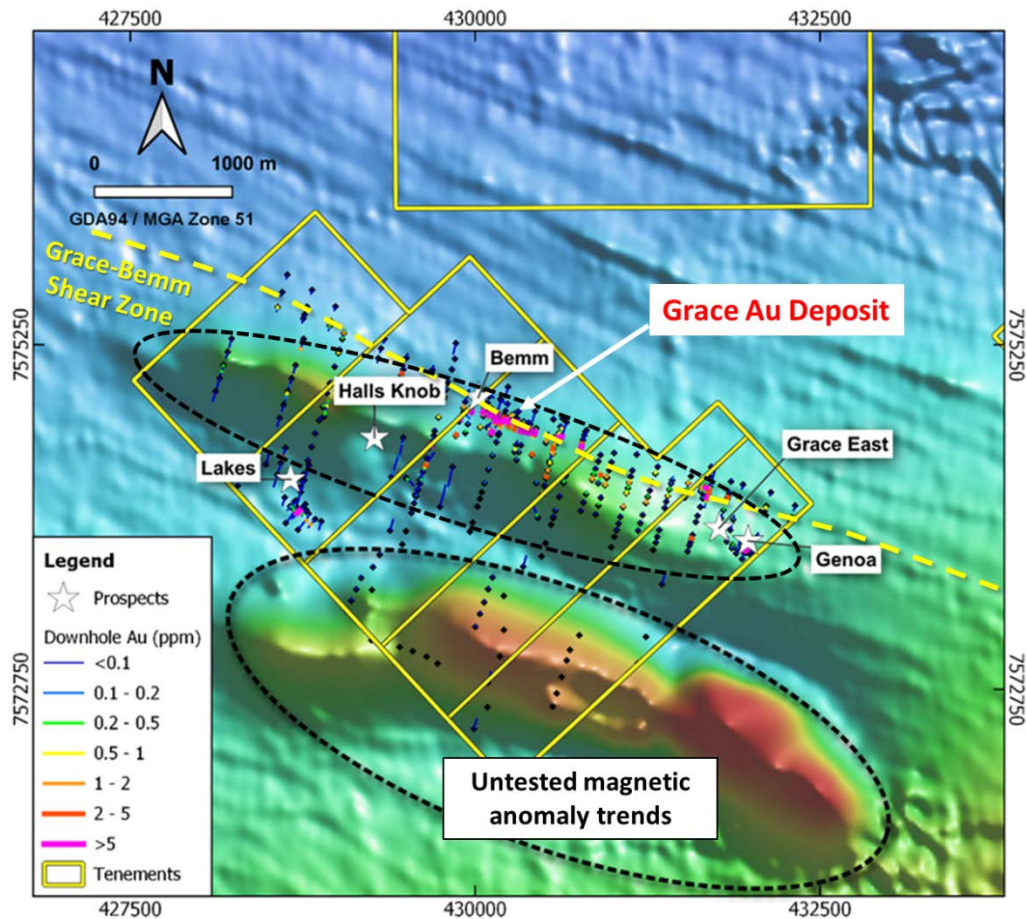 427500
430000
432500
N
0
1000 m
GDA94 / MGA Zone 51
Grace-Bemm
Shear Zone
Grace Au Deposit
7575250
7575250
Bemm
Halls Knob
Lakes
Grace East
Genoa
Legend
Prospects
Downhole Au (ppm)
<0.1
0.1 - 0.2
0.2 - 0.5
0.5 - 1
1 - 2
2 - 5
>5
Tenements
7572750
7572750
Untested magnetic
anomaly trends
427500
430000
432500